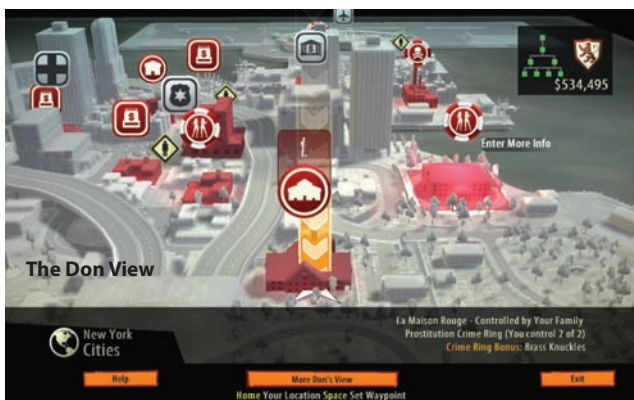 $534,495
Enter More Info
The Don View
La Maison Rouge - Controlled by Your Family
Prostitution Crime Ring (You control 2 of 2)
Crime Ring Bonus: Brass Knuckles
New York
Cities
Help
More Don's View
Exit
Home Your Location Space Set Waypoint